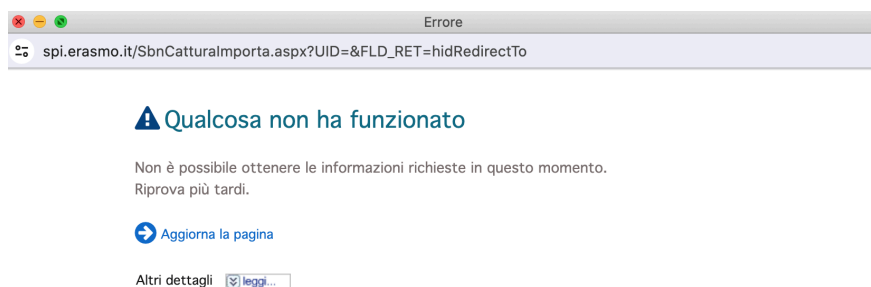 Errore
spi.erasmo.it/SbnCatturaImporta.aspx?UID=&FLD_RET=hidRedirectTo
Qualcosa non ha funzionato
Non è possibile ottenere le informazioni richieste in questo momento.
Riprova più tardi.
Aggiorna la pagina
Altri dettagli leggi...